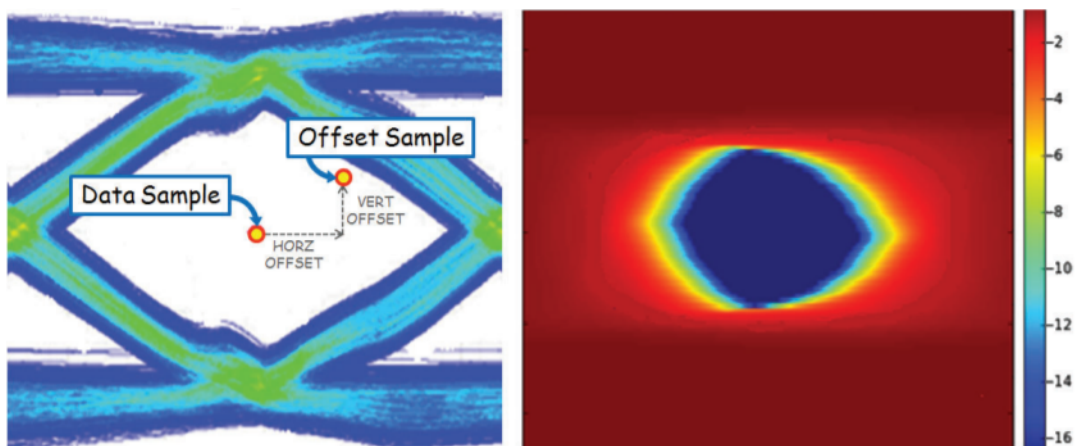 Offset Sample
Data Sample
VERT
OFFSET
HORZ
OFFSET
-2
-4
-6
-8
-10
-12
-14
-16